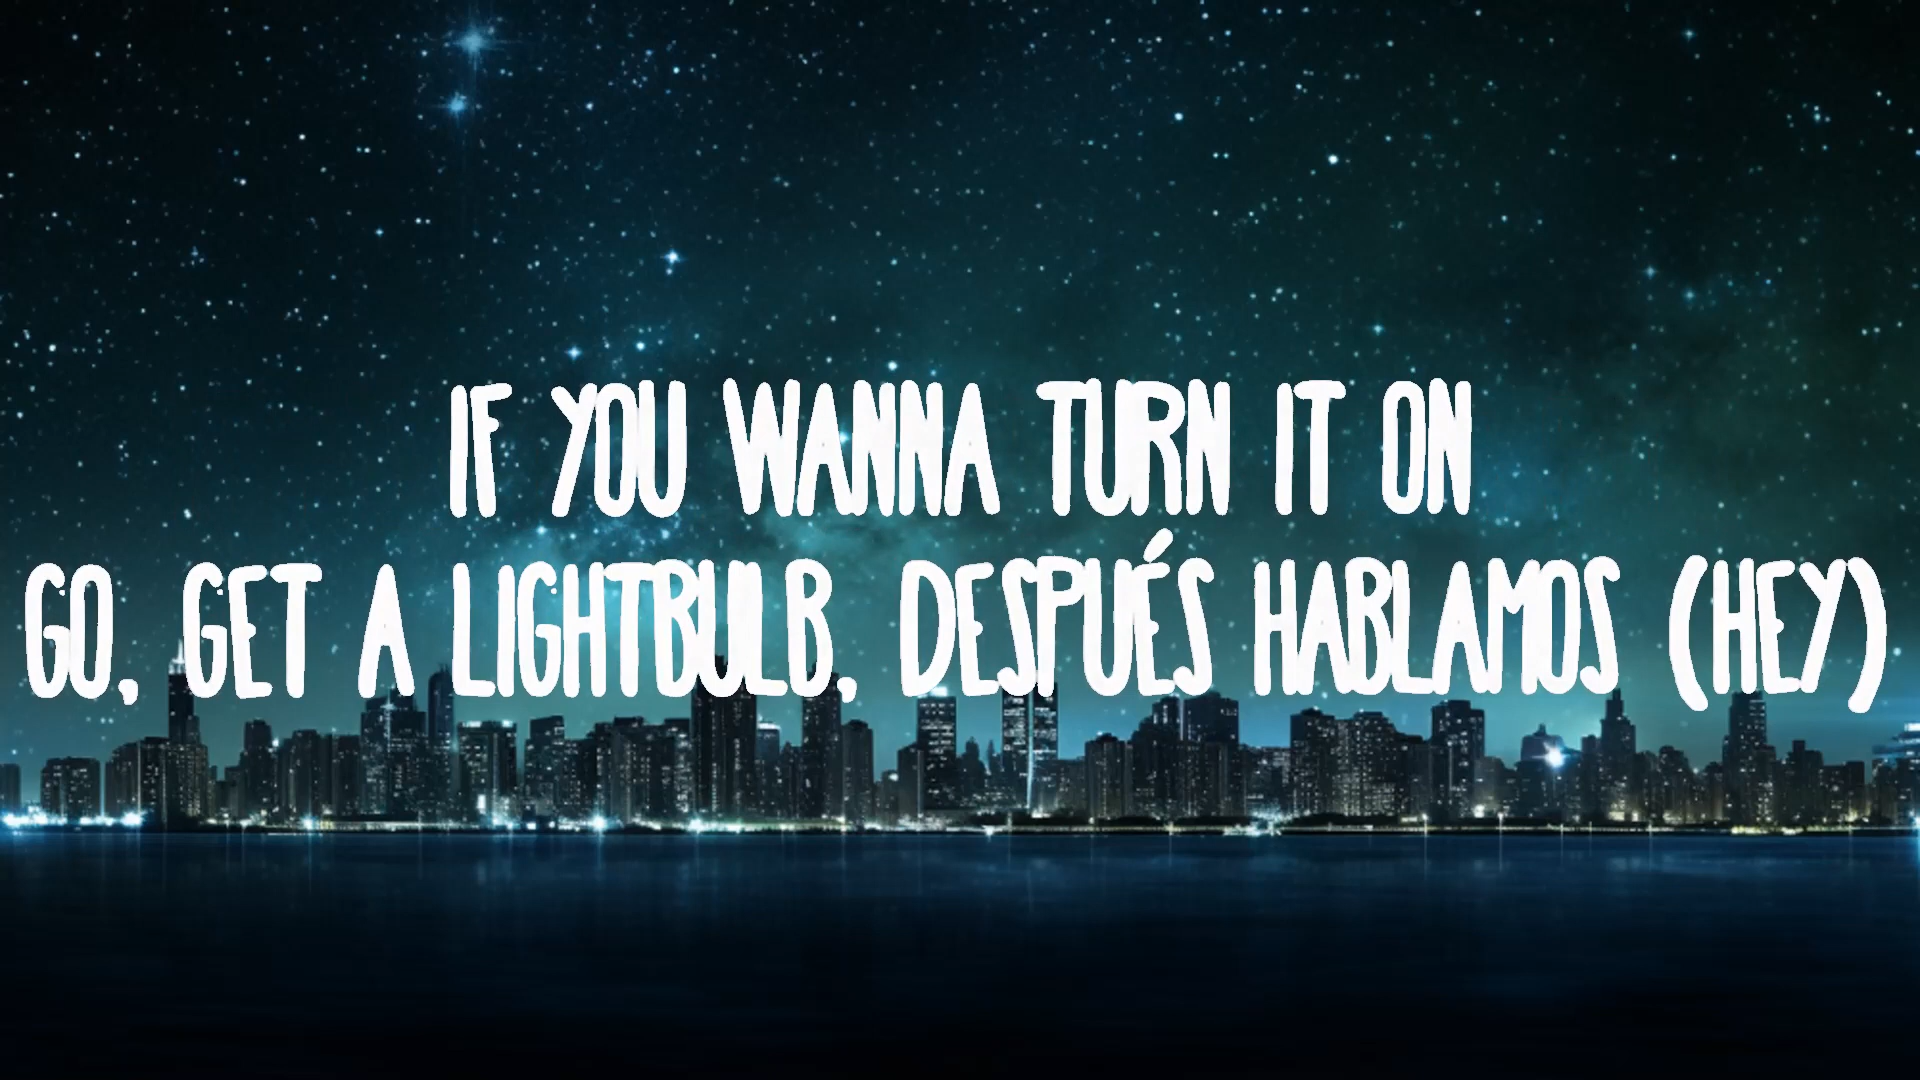 IF YOU WANNA TURN IT ON
GO, GET A LIGHTBULB, DESPUÉS HABLAMOS (HEY)